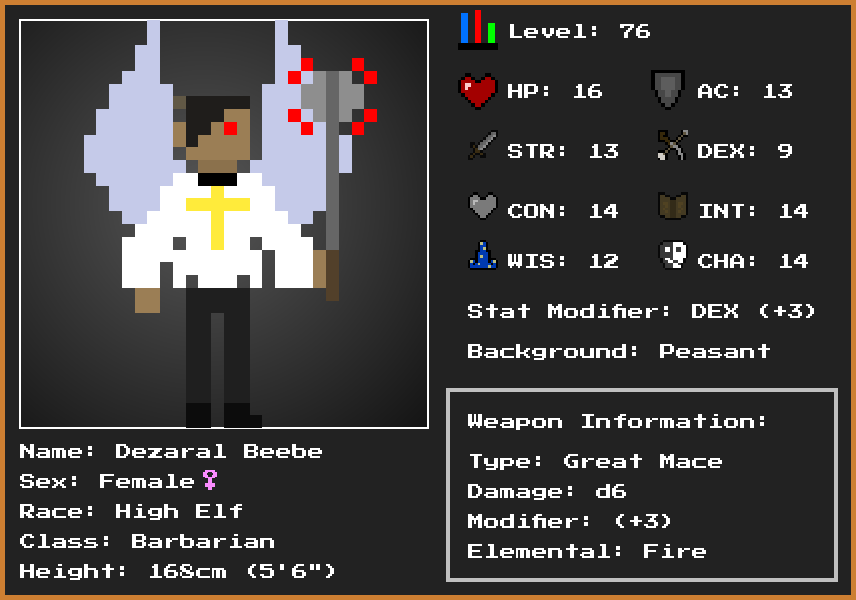 Level: 76
HP: 16
AC: 13
STR: 13
DEX: 9
CON: 14
INT: 14
WIS: 12
CHA: 14
Stat Modifier: DEX (+3)
Background: Peasant
Weapon Information:
Type: Great Mace
Damage: d6
Modifier: (+3)
Elemental: Fire
Name: Dezaral Beebe
Sex: Female♀
Race: High Elf
Class: Barbarian
Height: 168cm (5'6")